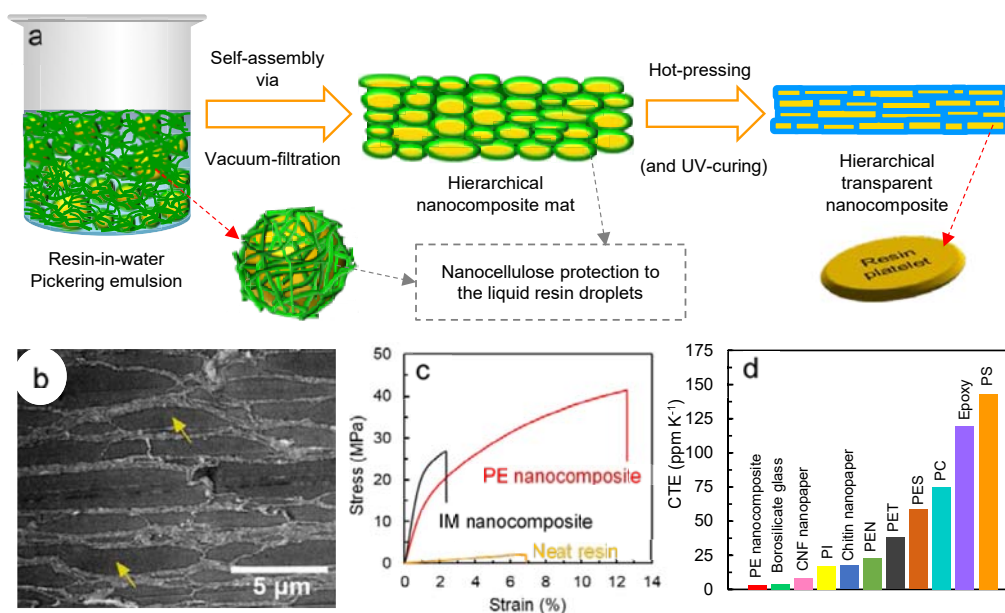 a
Self-assembly
via
Vacuum-filtration
Hot-pressing
(and UV-curing)
Resin-in-water
Pickering emulsion
Hierarchical
nanocomposite mat
Hierarchical
transparent
nanocomposite
Nanocellulose protection to
the liquid resin droplets
Resin
platelet
b
5 μm
c
Stress (MPa)
50
40
30
20
10
0
PE nanocomposite
IM nanocomposite
Neat resin
0 2 4 6 8 10 12 14
Strain (%)
d
CTE (ppm K-1)
175
150
125
100
75
50
25
0
PE nanocomposite
Borosilicate glass
CNF nanopaper
PI
Chitin nanopaper
PEN
PET
PES
PC
Epoxy
PS